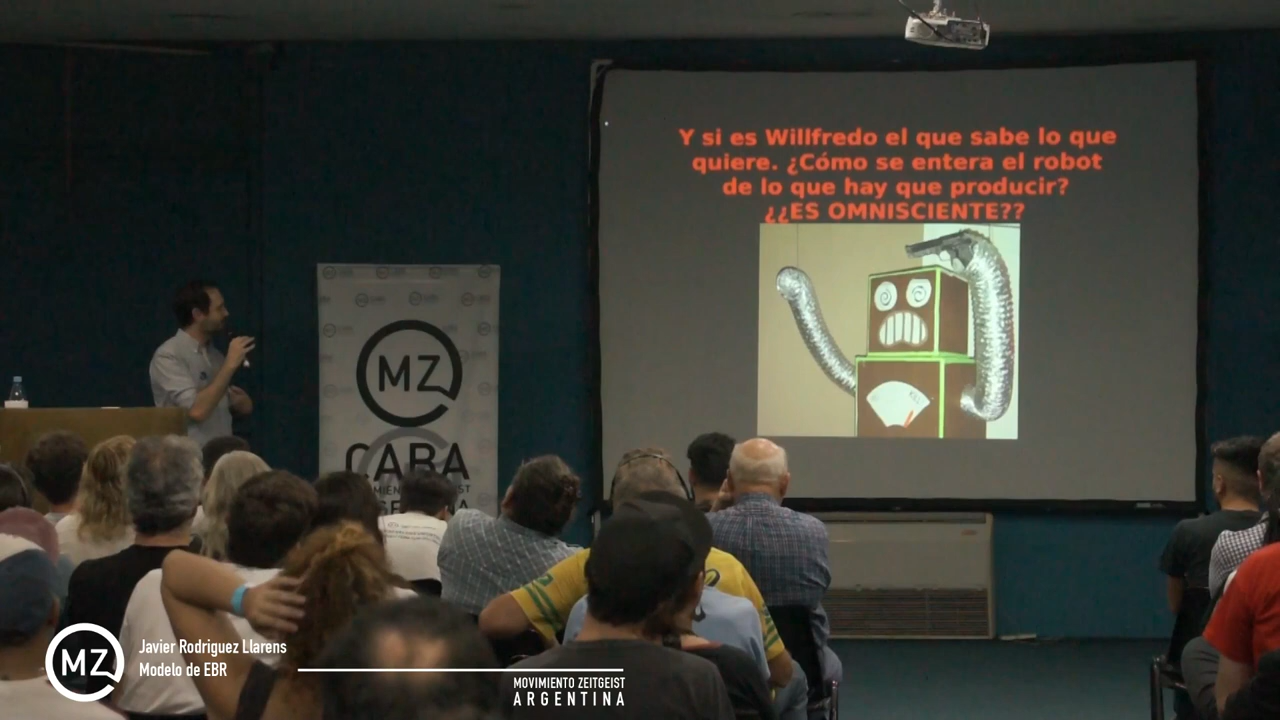 Y si es Willfredo el que sabe lo que
quiere. ¿Cómo se entera el robot
de lo que hay que producir?
¿¿ES OMNISCIENTE??
MZ
CABA
MZ
Javier Rodriguez Llarens
Modelo de EBR
MOVIMIENTO ZEITGEIST
ARGENTINA